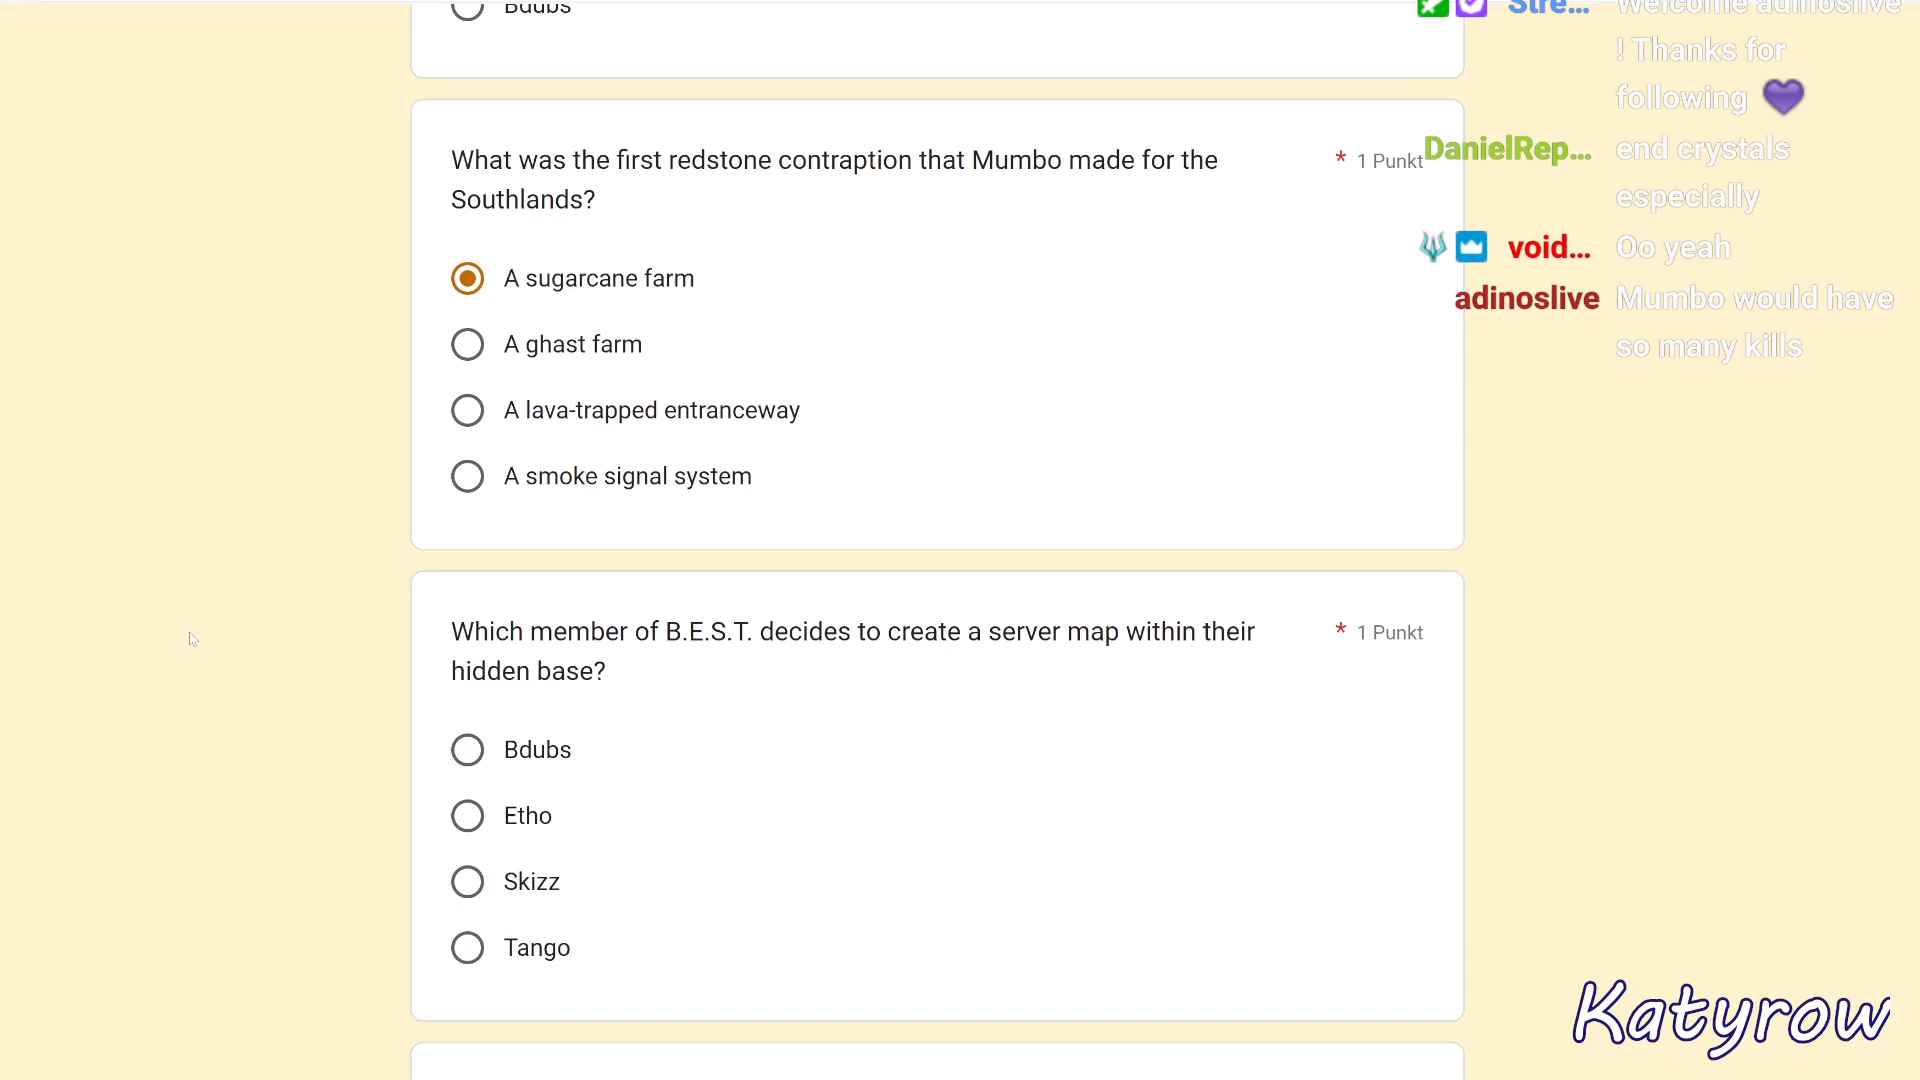 Bdubs
What was the first redstone contraption that Mumbo made for the
Southlands?
* 1 Punkt
A sugarcane farm
A ghast farm
A lava-trapped entranceway
A smoke signal system
Which member of B.E.S.T. decides to create a server map within their
hidden base?
* 1 Punkt
Bdubs
Etho
Skizz
Tango
Stre... Welcome adinoslive
! Thanks for
following
DanielRep... end crystals
especially
void... Oo yeah
adinoslive Mumbo would have
so many kills
Katyrow